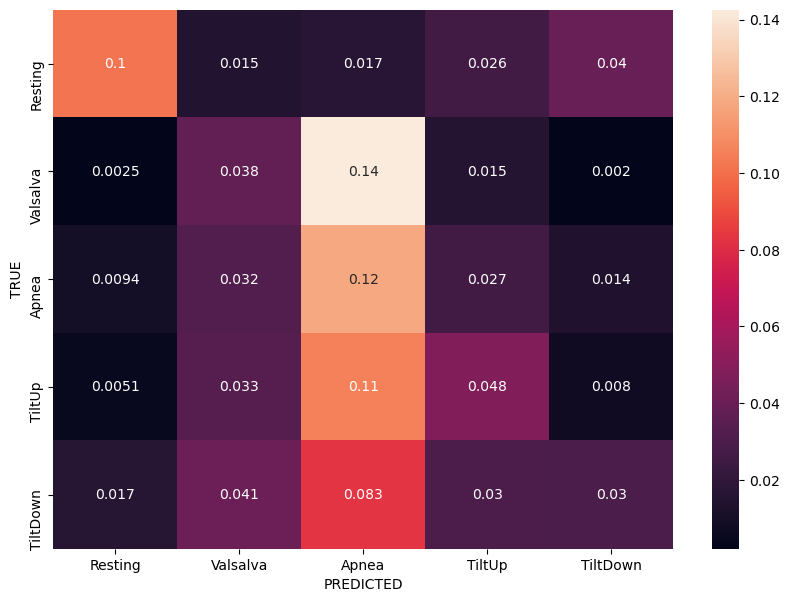 TRUE
Resting 0.1 0.015 0.017 0.026 0.04
Valsalva 0.0025 0.038 0.14 0.015 0.002
Apnea 0.0094 0.032 0.12 0.027 0.014
TiltUp 0.0051 0.033 0.11 0.048 0.008
TiltDown 0.017 0.041 0.083 0.03 0.03
Resting Valsalva Apnea TiltUp TiltDown
PREDICTED
0.14
0.12
0.10
0.08
0.06
0.04
0.02